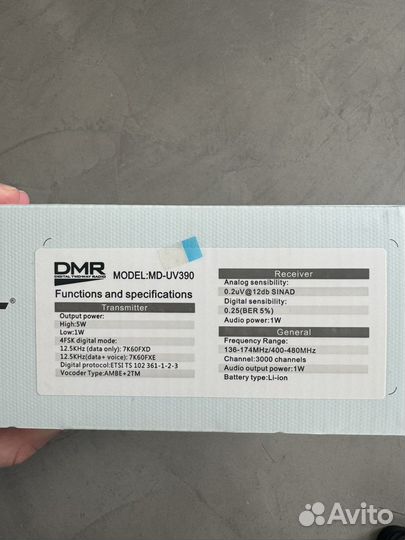 DMR
DIGITAL TWO-WAY RADIO
MODEL:MD-UV390
Functions and specifications
Transmitter
Output power:
High:5W
Low:1W
4FSK digital mode:
12.5KHz (data only): 7K60FXD
12.5KHz(data+ voice): 7K60FXE
Digital protocol:ETSI TS 102 361-1-2-3
Vocoder Type:AMBE+2TM
Receiver
Analog sensibility:
0.2uV@12db SINAD
Digital sensibility:
0.25(BER 5%)
Audio power:1W
General
Frequency Range:
136-174MHz/400-480MHz
Channel:3000 channels
Audio output power:1W
Battery type:Li-ion
Avito